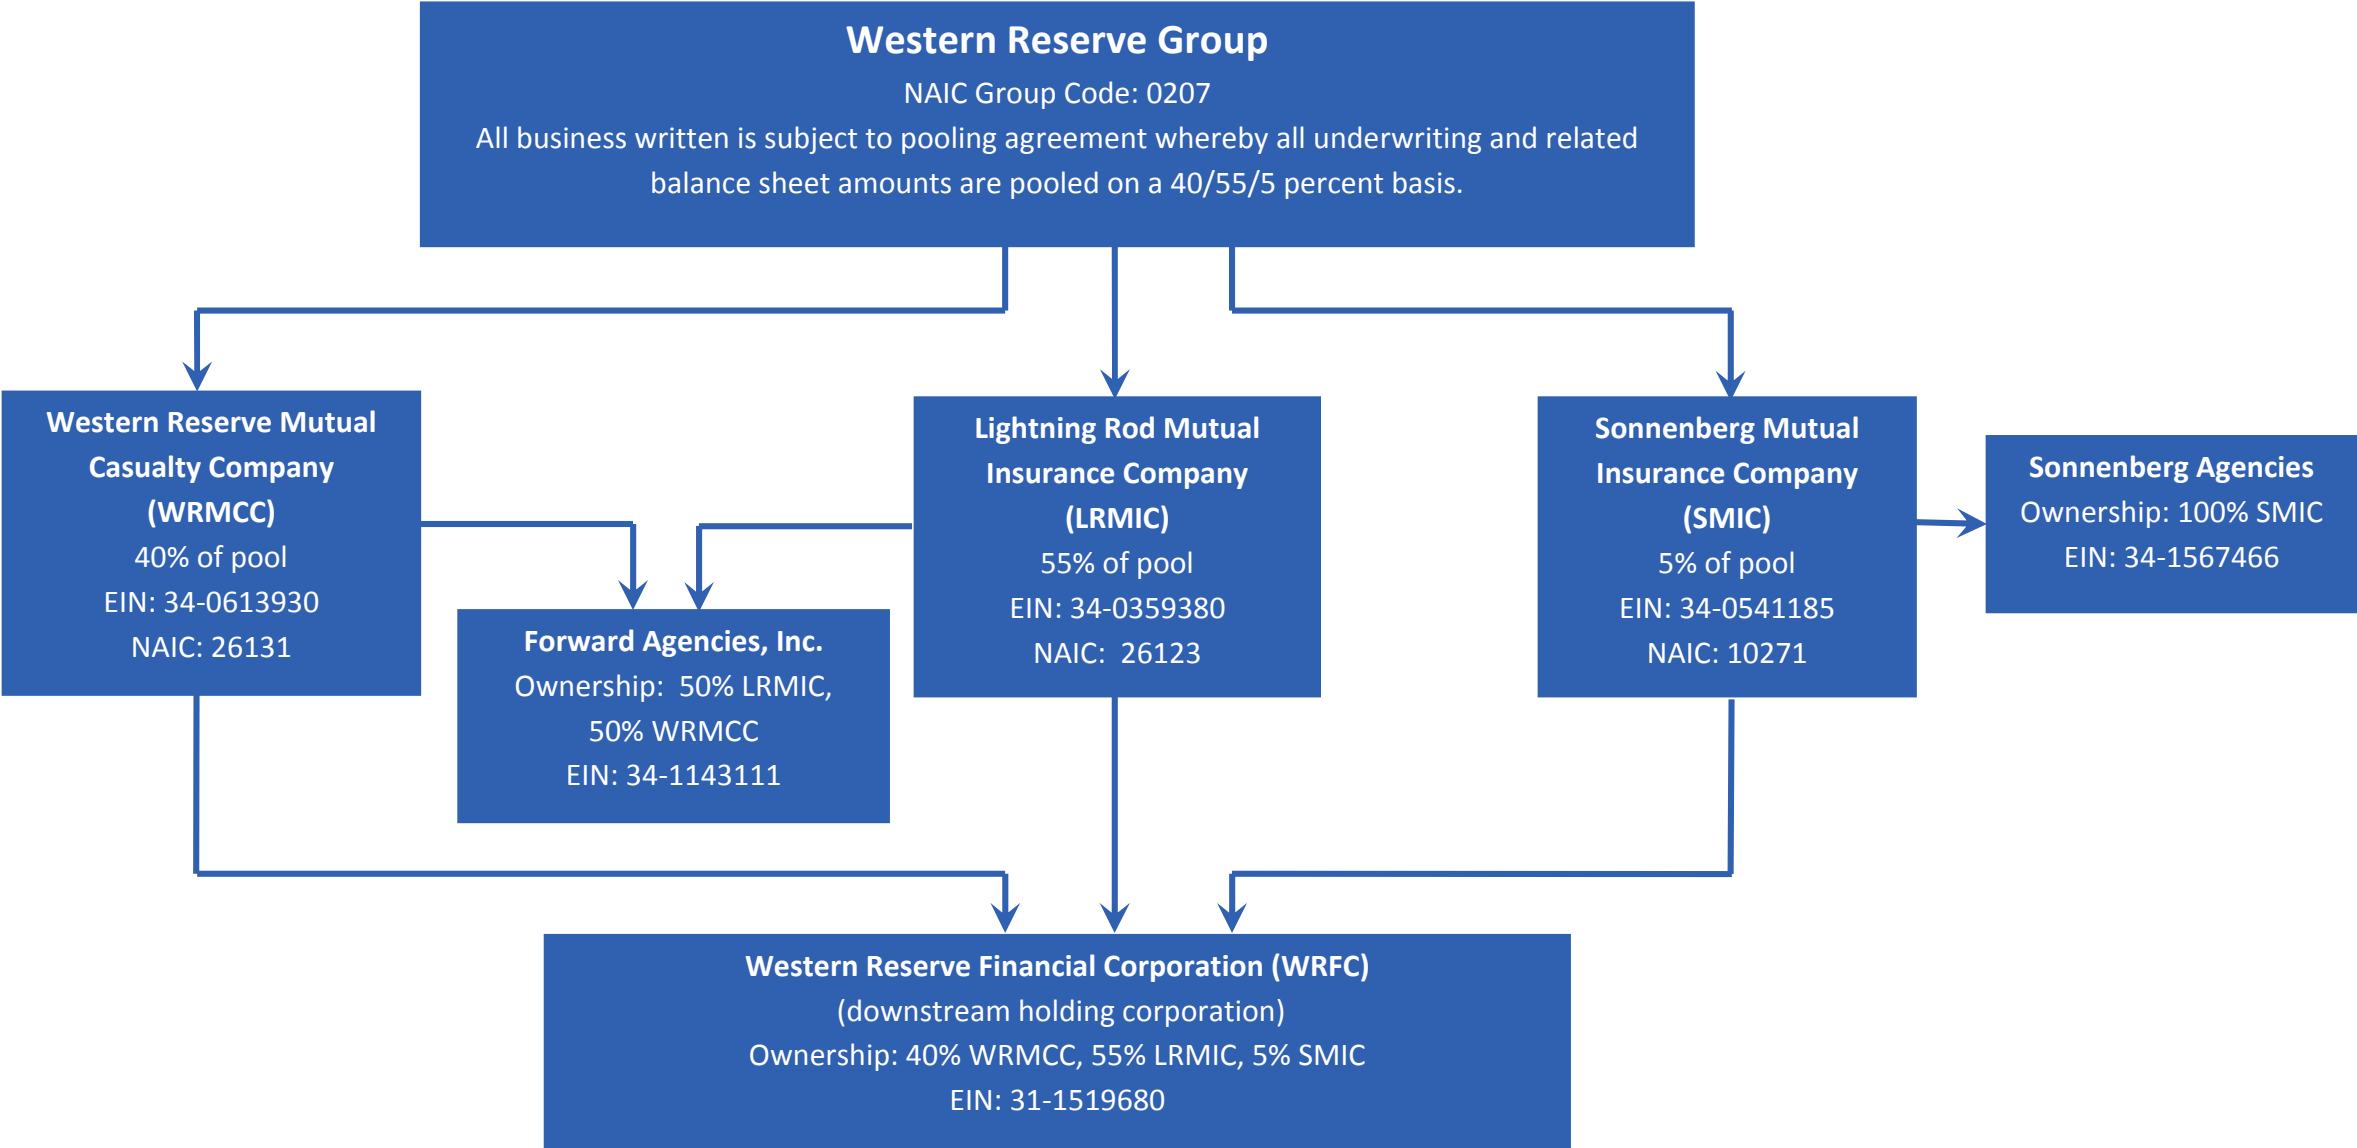 Western Reserve Group
NAIC Group Code: 0207
All business written is subject to pooling agreement whereby all underwriting and related
balance sheet amounts are pooled on a 40/55/5 percent basis.
Western Reserve Mutual
Casualty Company
(WRMCC)
40% of pool
EIN: 34-0613930
NAIC: 26131
Lightning Rod Mutual
Insurance Company
(LRMIC)
55% of pool
EIN: 34-0359380
NAIC:  26123
Sonnenberg Mutual
Insurance Company
(SMIC)
5% of pool
EIN: 34-0541185
NAIC: 10271
Sonnenberg Agencies
Ownership: 100% SMIC
EIN: 34-1567466
Forward Agencies, Inc.
Ownership:  50% LRMIC,
50% WRMCC
EIN: 34-1143111
Western Reserve Financial Corporation (WRFC)
(downstream holding corporation)
Ownership: 40% WRMCC, 55% LRMIC, 5% SMIC
EIN: 31-1519680